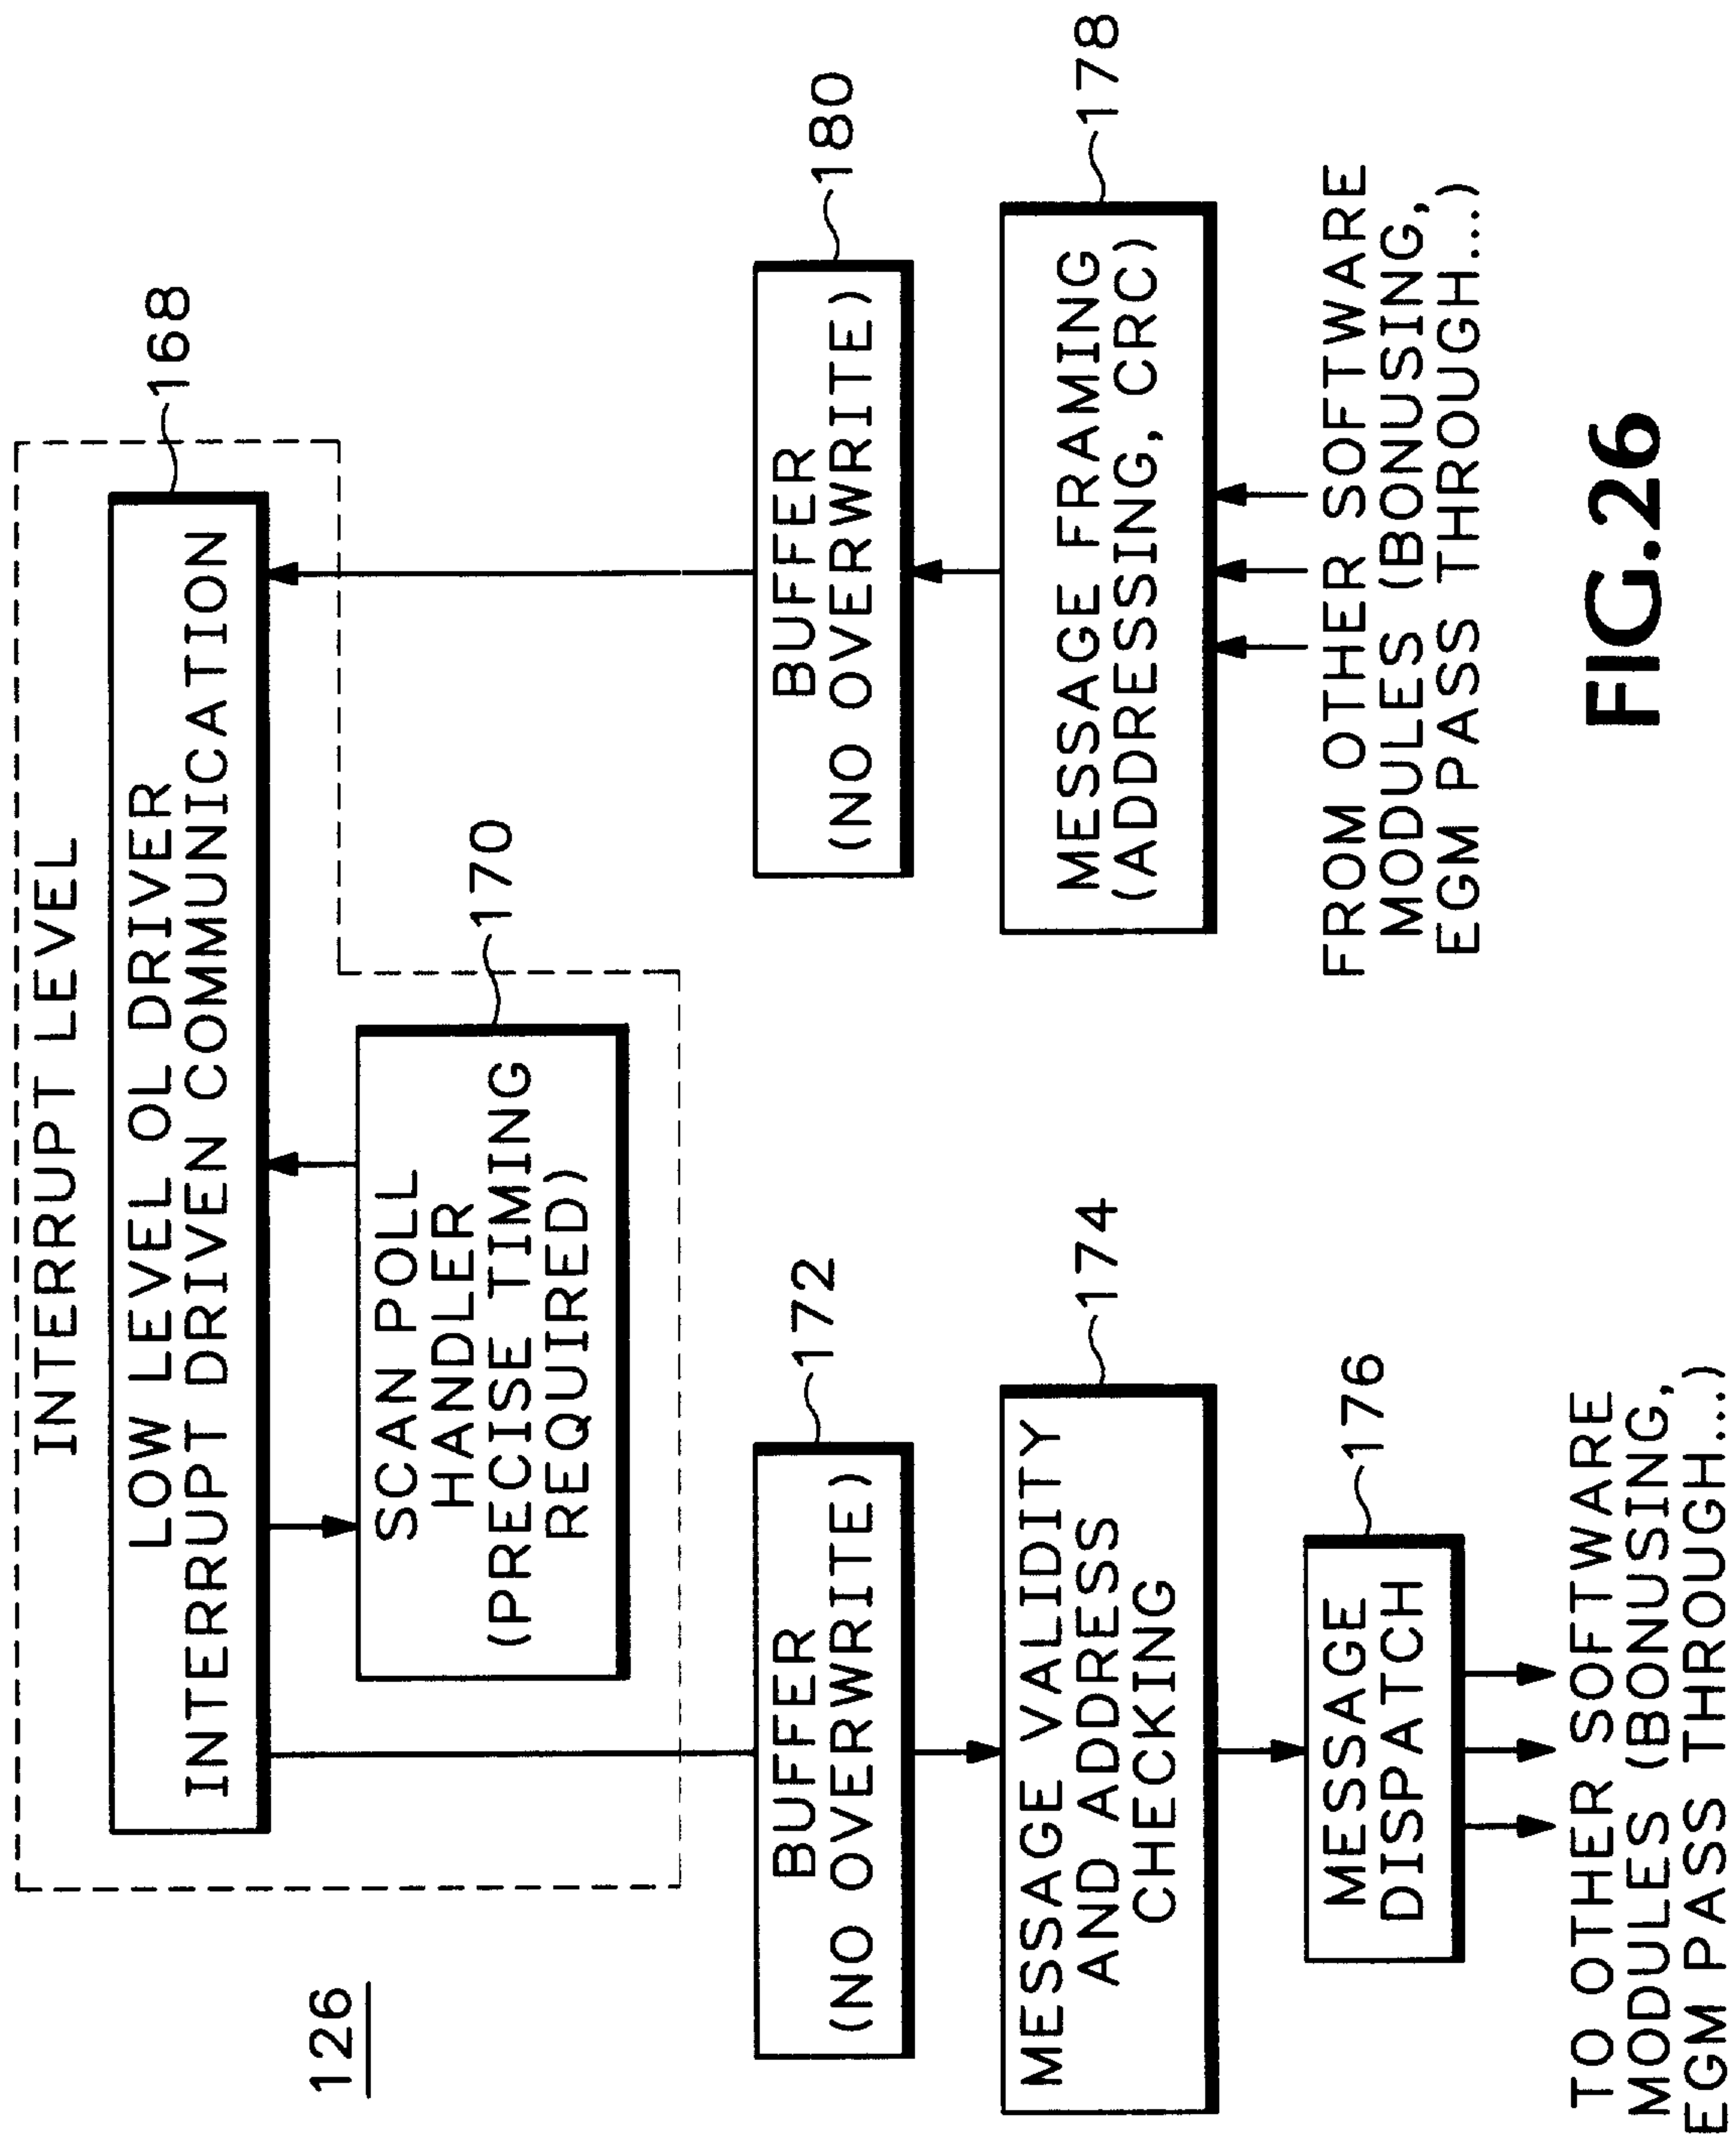 126
INTERRUPT LEVEL
LOW LEVEL OL DRIVER
INTERRUPT DRIVEN COMMUNICATION
168
SCAN POLL
HANDLER
(PRECISE TIMING
REQUIRED)
170
BUFFER
(NO OVERWRITE)
172
BUFFER
(NO OVERWRITE)
180
MESSAGE VALIDITY
AND ADDRESS
CHECKING
174
MESSAGE FRAMING
(ADDRESSING, CRC)
178
MESSAGE
DISPATCH
176
FROM OTHER SOFTWARE
MODULES (BONUSING,
EGM PASS THROUGH...)
TO OTHER SOFTWARE
MODULES (BONUSING,
EGM PASS THROUGH...)
FIG.26